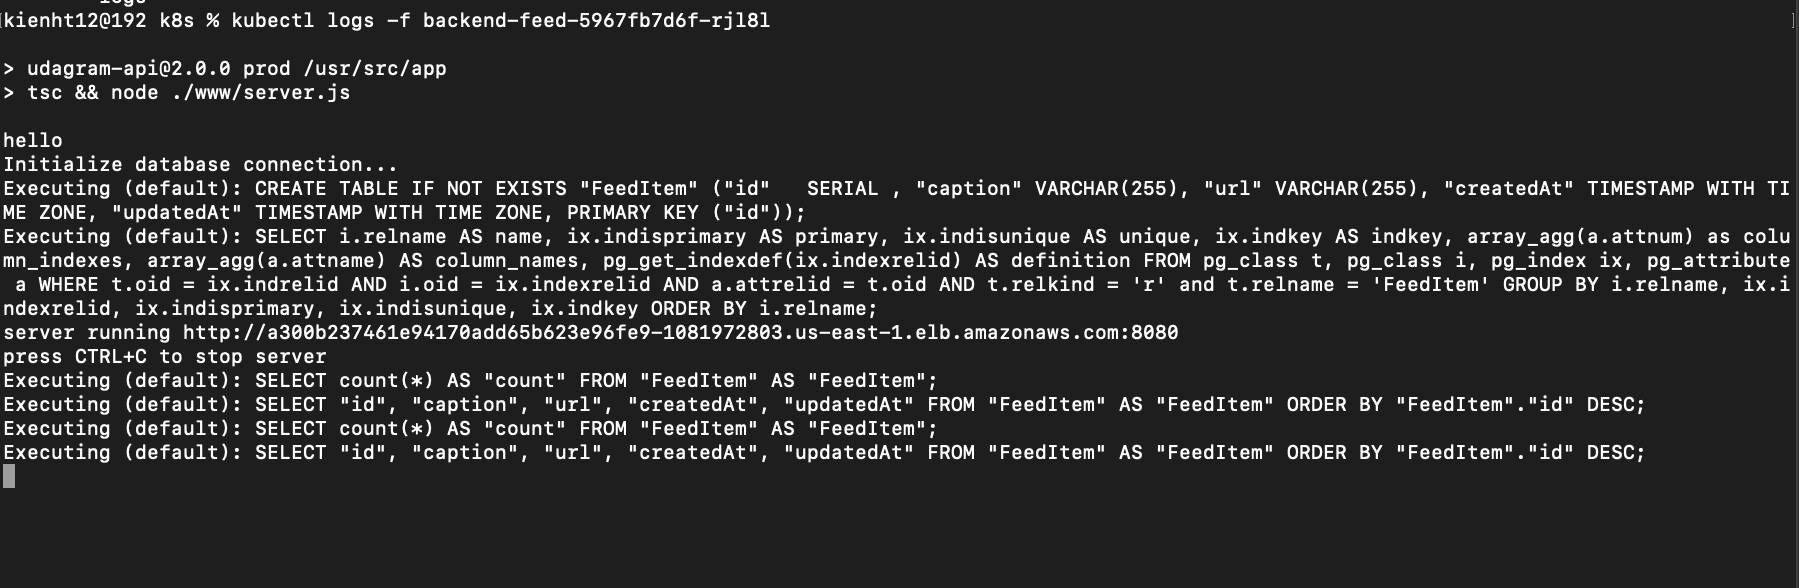 logs
kienht12@192 k8s % kubectl logs -f backend-feed-5967fb7d6f-rjl8l
> udagram-api@2.0.0 prod /usr/src/app
> tsc && node ./www/server.js
hello
Initialize database connection...
Executing (default): CREATE TABLE IF NOT EXISTS "FeedItem" ("id"   SERIAL , "caption" VARCHAR(255), "url" VARCHAR(255), "createdAt" TIMESTAMP WITH TI
ME ZONE, "updatedAt" TIMESTAMP WITH TIME ZONE, PRIMARY KEY ("id"));
Executing (default): SELECT i.relname AS name, ix.indisprimary AS primary, ix.indisunique AS unique, ix.indkey AS indkey, array_agg(a.attnum) as colu
mn_indexes, array_agg(a.attname) AS column_names, pg_get_indexdef(ix.indexrelid) AS definition FROM pg_class t, pg_class i, pg_index ix, pg_attribute
 a WHERE t.oid = ix.indrelid AND i.oid = ix.indexrelid AND a.attrelid = t.oid AND t.relkind = 'r' and t.relname = 'FeedItem' GROUP BY i.relname, ix.i
ndexrelid, ix.indisprimary, ix.indisunique, ix.indkey ORDER BY i.relname;
server running http://a300b237461e94170add65b623e96fe9-1081972803.us-east-1.elb.amazonaws.com:8080
press CTRL+C to stop server
Executing (default): SELECT count(*) AS "count" FROM "FeedItem" AS "FeedItem";
Executing (default): SELECT "id", "caption", "url", "createdAt", "updatedAt" FROM "FeedItem" AS "FeedItem" ORDER BY "FeedItem"."id" DESC;
Executing (default): SELECT count(*) AS "count" FROM "FeedItem" AS "FeedItem";
Executing (default): SELECT "id", "caption", "url", "createdAt", "updatedAt" FROM "FeedItem" AS "FeedItem" ORDER BY "FeedItem"."id" DESC;